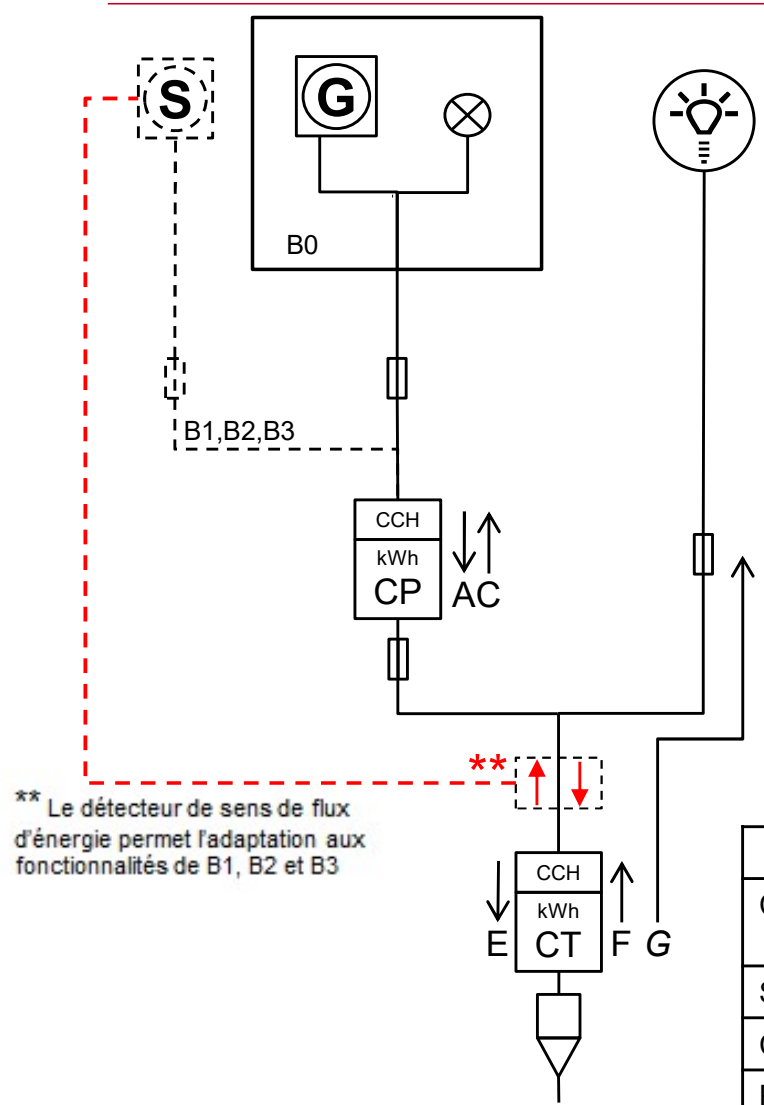 S
G
B0
B1,B2,B3
CCH
kWh
CP
AC
**
** Le détecteur de sens de flux
d'énergie permet l'adaptation aux
fonctionnalités de B1, B2 et B3
CCH
kWh
CT
E
F
G